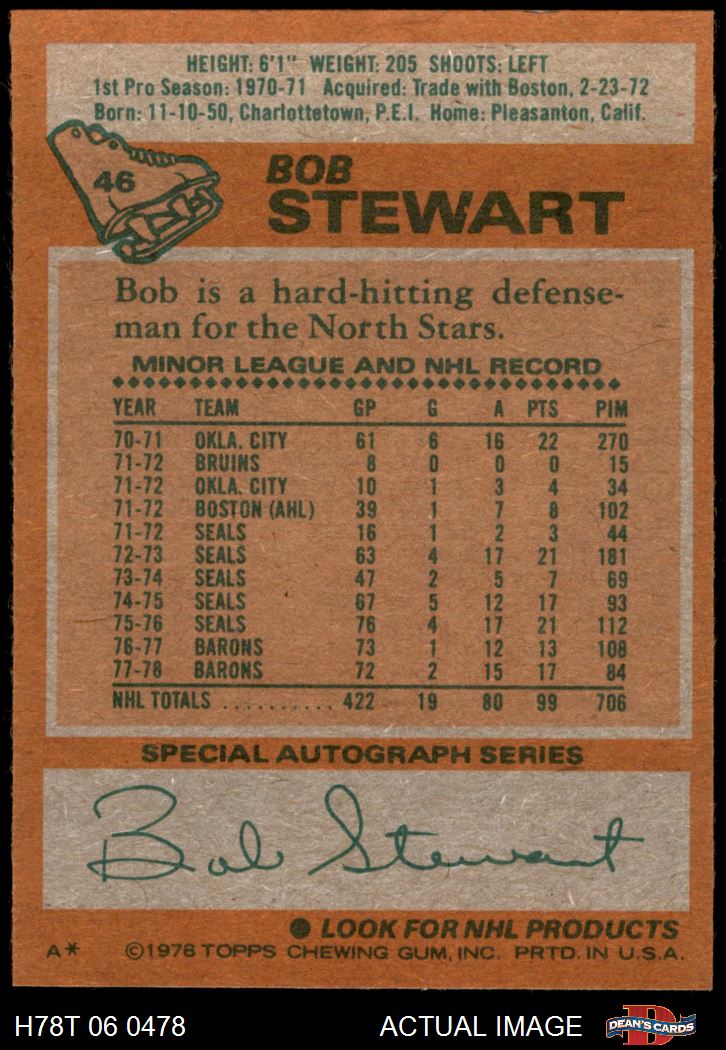 HEIGHT: 6'1" WEIGHT: 205 SHOOTS: LEFT
1st Pro Season: 1970-71 Acquired: Trade with Boston, 2-23-72
Born: 11-10-50, Charlottetown, P.E.I. Home: Pleasanton, Calif.
46
BOB
STEWART
Bob is a hard-hitting defense-
man for the North Stars.
MINOR LEAGUE AND NHL RECORD
YEAR TEAM GP G A PTS PIM
70-71 OKLA. CITY 61 6 16 22 270
71-72 BRUINS 8 0 0 0 15
71-72 OKLA. CITY 10 1 3 4 34
71-72 BOSTON (AHL) 39 1 7 8 102
71-72 SEALS 16 1 2 3 44
72-73 SEALS 63 4 17 21 181
73-74 SEALS 47 2 5 7 69
74-75 SEALS 67 5 12 17 93
75-76 SEALS 76 4 17 21 112
76-77 BARONS 73 1 12 13 108
77-78 BARONS 72 2 15 17 84
NHL TOTALS .......... 422 19 80 99 706
SPECIAL AUTOGRAPH SERIES
Bob Stewart
● LOOK FOR NHL PRODUCTS
A* ©1978 TOPPS CHEWING GUM, INC. PRTD. IN U.S.A.
H78T 06 0478 ACTUAL IMAGE D DEAN'S CARDS